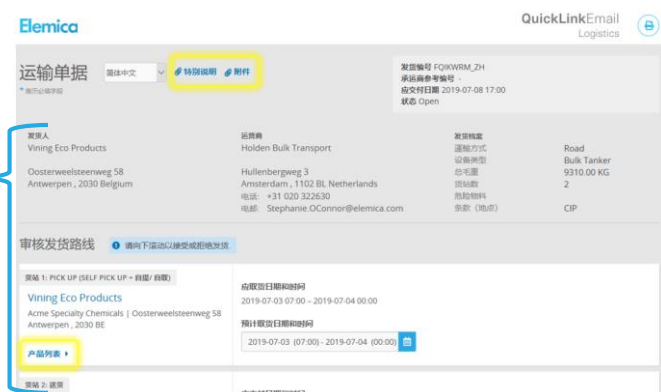 Elemica
QuickLinkEmail
Logistics
运输单据
简体中文
特别说明
附件
发货编号 FQIKWRM_ZH
承运商参考编号 -
应交付日期 2019-07-08 17:00
状态 Open
发货人
Vining Eco Products
Oosterweelsteenweg 58
Antwerpen , 2030 Belgium
运营商
Holden Bulk Transport
Hullenbergweg 3
Amsterdam , 1102 BL Netherlands
电话: +31 020 322630
电邮: Stephanie.OConnor@elemica.com
发货档案
运输方式 Road
设备类型 Bulk Tanker
总毛重 9310.00 KG
货站数 2
危险物料
条款（地点） CIP
审核发货路线
请向下滚动以接受或拒绝发货
货站 1: PICK UP (SELF PICK UP = 自提/ 自取)
Vining Eco Products
Acme Specialty Chemicals | Oosterweelsteenweg 58
Antwerpen , 2030 BE
产品列表
应取货日期和时间
2019-07-03 07:00 - 2019-07-04 00:00
预计取货日期和时间
2019-07-03 (07:00) - 2019-07-04 (00:00)
货站 2: 送货